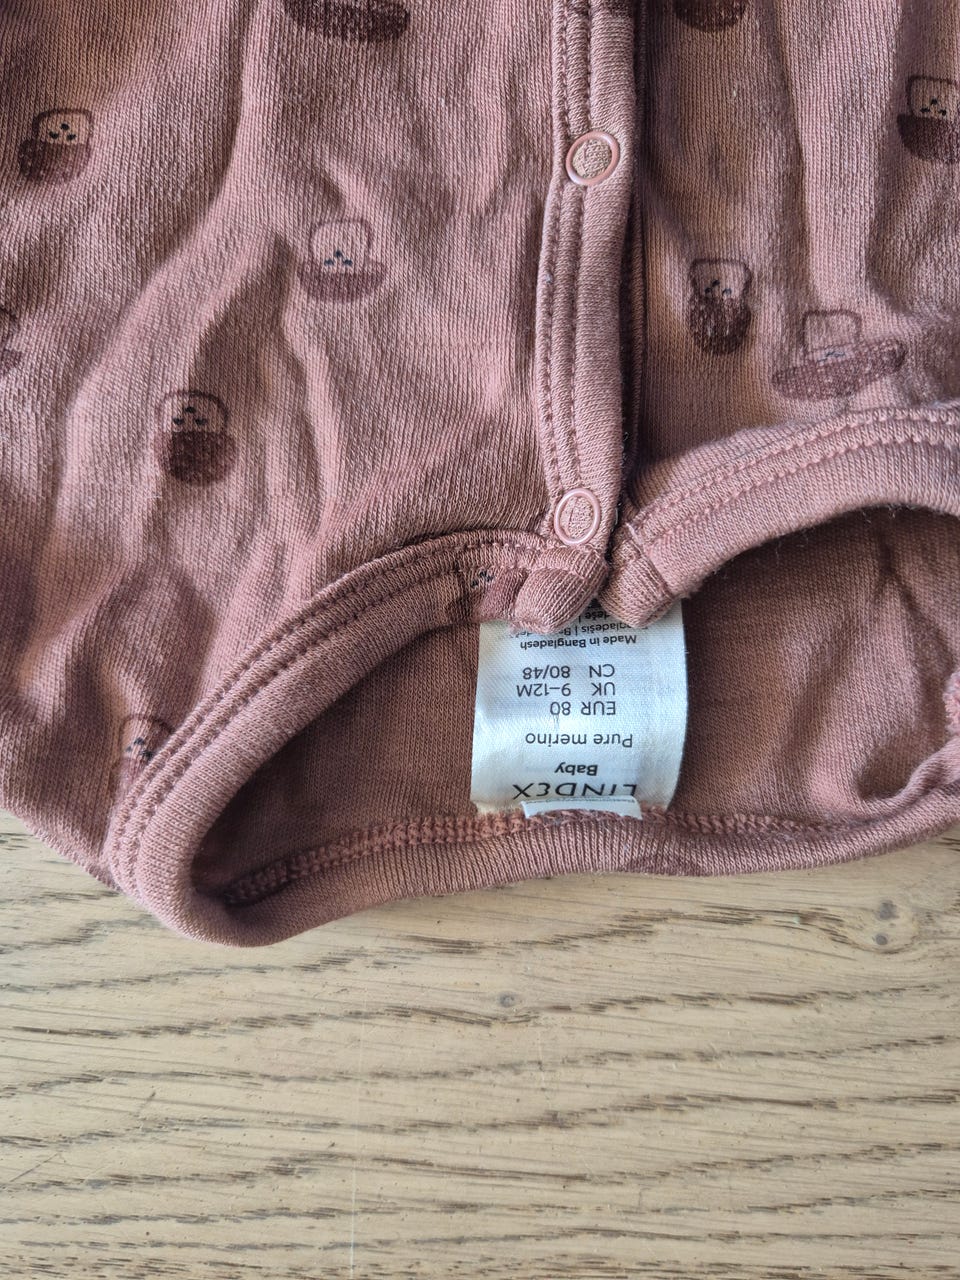 LINDEX
Baby
Pure merino
EUR 80
UK 9–12M
CN 80/48
Made in Bangladesh